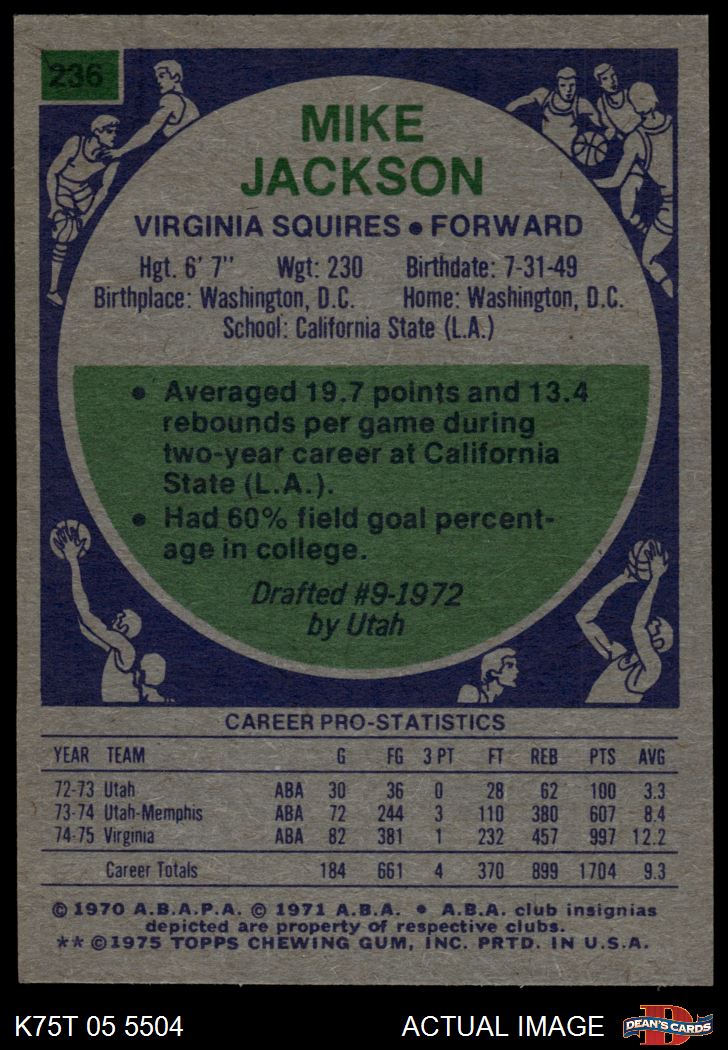 236
MIKE
JACKSON
VIRGINIA SQUIRES • FORWARD
Hgt. 6' 7" Wgt: 230 Birthdate: 7-31-49
Birthplace: Washington, D.C. Home: Washington, D.C.
School: California State (L.A.)
• Averaged 19.7 points and 13.4
rebounds per game during
two-year career at California
State (L.A.).
• Had 60% field goal percent-
age in college.
Drafted #9-1972
by Utah
CAREER PRO-STATISTICS
YEAR TEAM G FG 3 PT FT REB PTS AVG
72-73 Utah ABA 30 36 0 28 62 100 3.3
73-74 Utah-Memphis ABA 72 244 3 110 380 607 8.4
74-75 Virginia ABA 82 381 1 232 457 997 12.2
Career Totals 184 661 4 370 899 1704 9.3
© 1970 A.B.A.P.A. © 1971 A.B.A. • A.B.A. club insignias
depicted are property of respective clubs.
** © 1975 TOPPS CHEWING GUM, INC. PRTD. IN U.S.A.
K75T 05 5504 ACTUAL IMAGE D DEAN'S CARDS